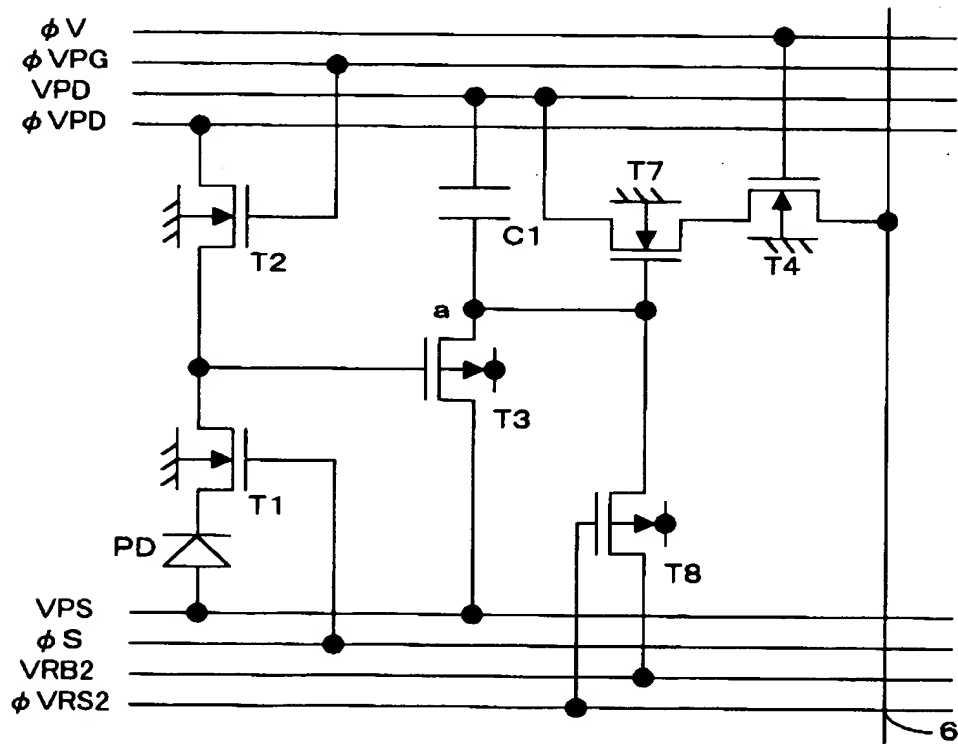 φV
φVPG
VPD
φVPD
T7
C1
T4
T2
a
T3
T1
PD
T8
VPS
φS
VRB2
φVRS2
6